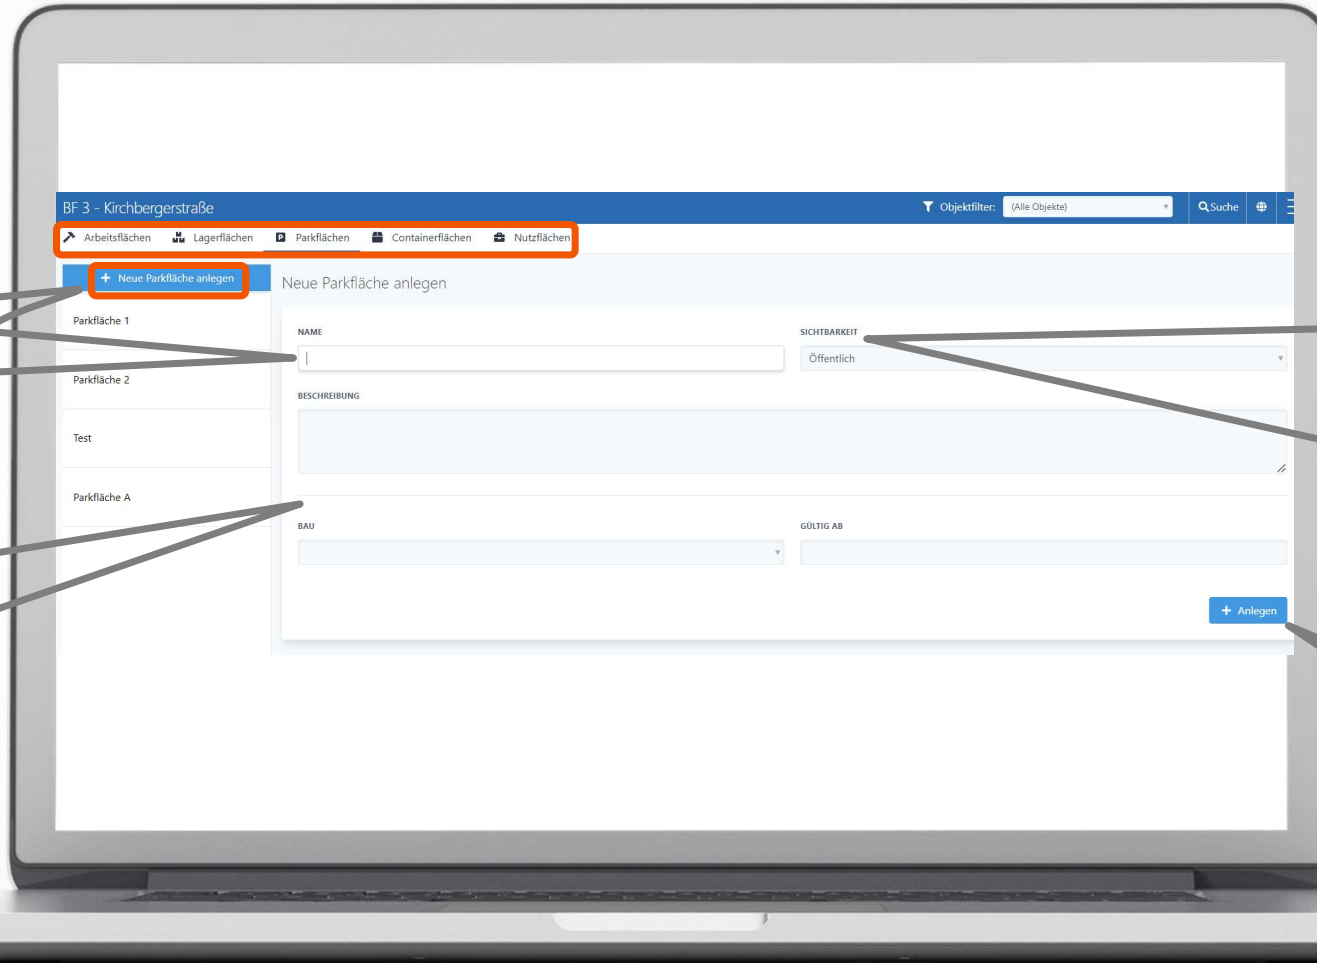 BF 3 - Kirchbergerstraße
Objektfilter: (Alle Objekte) Suche
Arbeitsflächen Lagerflächen Parkflächen Containerflächen Nutzflächen
+ Neue Parkfläche anlegen
Neue Parkfläche anlegen
Parkfläche 1
Parkfläche 2
Test
Parkfläche A
NAME
SICHTBARKEIT
Öffentlich
BESCHREIBUNG
BAU
GÜLTIG AB
+ Anlegen